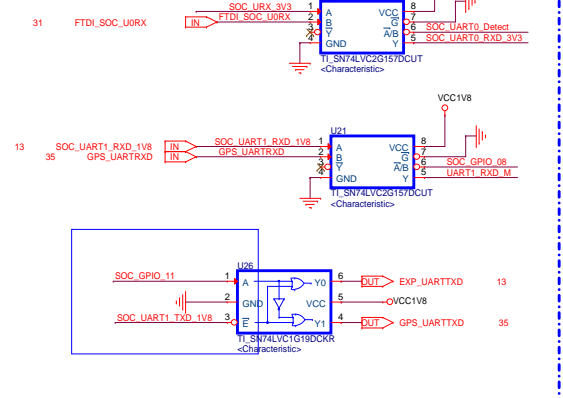 SOC_URX_3V3 1 A VCC 8
31 FTDI_SOC_U0RX IN FTDI_SOC_U0RX 2 B G 7
3 Y A/B 6 SOC_UART0_Detect
4 GND Y 5 SOC_UART0_RXD_3V3
TI_SN74LVC2G157DCUT
<Characteristic>
VCC1V8
U21
13 SOC_UART1_RXD_1V8 IN SOC_UART1_RXD_1V8 1 A VCC 8
35 GPS_UARTRXD IN GPS_UARTRXD 2 B G 7
3 Y A/B 6 SOC_GPIO_08
4 GND Y 5 UART1_RXD_M
TI_SN74LVC2G157DCUT
<Characteristic>
U26
SOC_GPIO_11 1 A Y0 6 OUT EXP_UARTTXD 13
2 GND VCC 5 VCC1V8
SOC_UART1_TXD_1V8 3 E Y1 4 OUT GPS_UARTTXD 35
TI_SN74LVC1G19DCKR
<Characteristic>